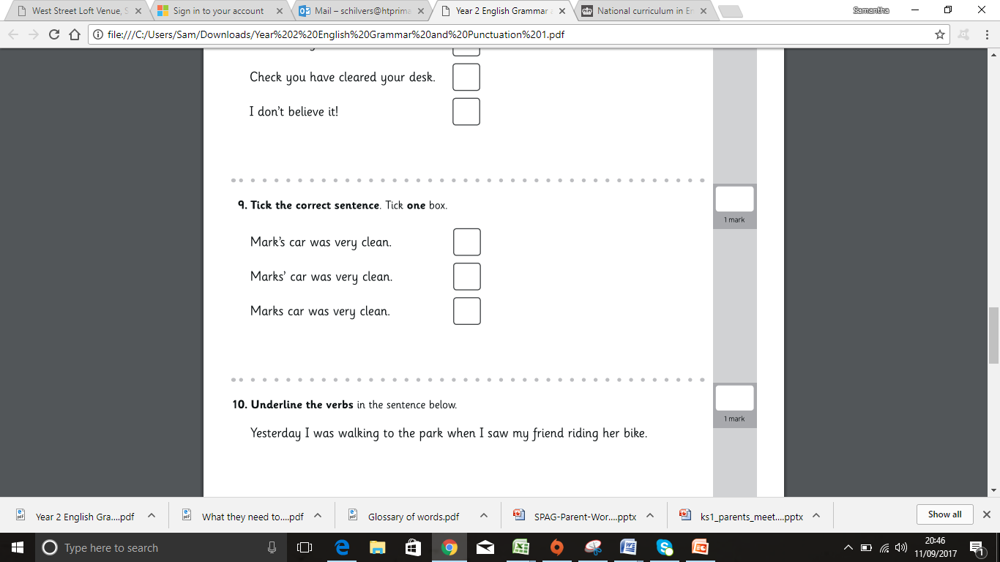 West Street Loft Venue, S
Sign in to your account
Mail – schilvers@htprima
Year 2 English Grammar a
National curriculum in En
Samantha
file:///C:/Users/Sam/Downloads/Year%202%20English%20Grammar%20and%20Punctuation%201.pdf
Check you have cleared your desk.
I don't believe it!
9. Tick the correct sentence. Tick one box.
1 mark
Mark's car was very clean.
Marks' car was very clean.
Marks car was very clean.
10. Underline the verbs in the sentence below.
1 mark
Yesterday I was walking to the park when I saw my friend riding her bike.
Year 2 English Gra....pdf
What they need to....pdf
Glossary of words.pdf
SPAG-Parent-Wor....pptx
ks1_parents_meet....pptx
Show all
Type here to search
20:46
11/09/2017
1